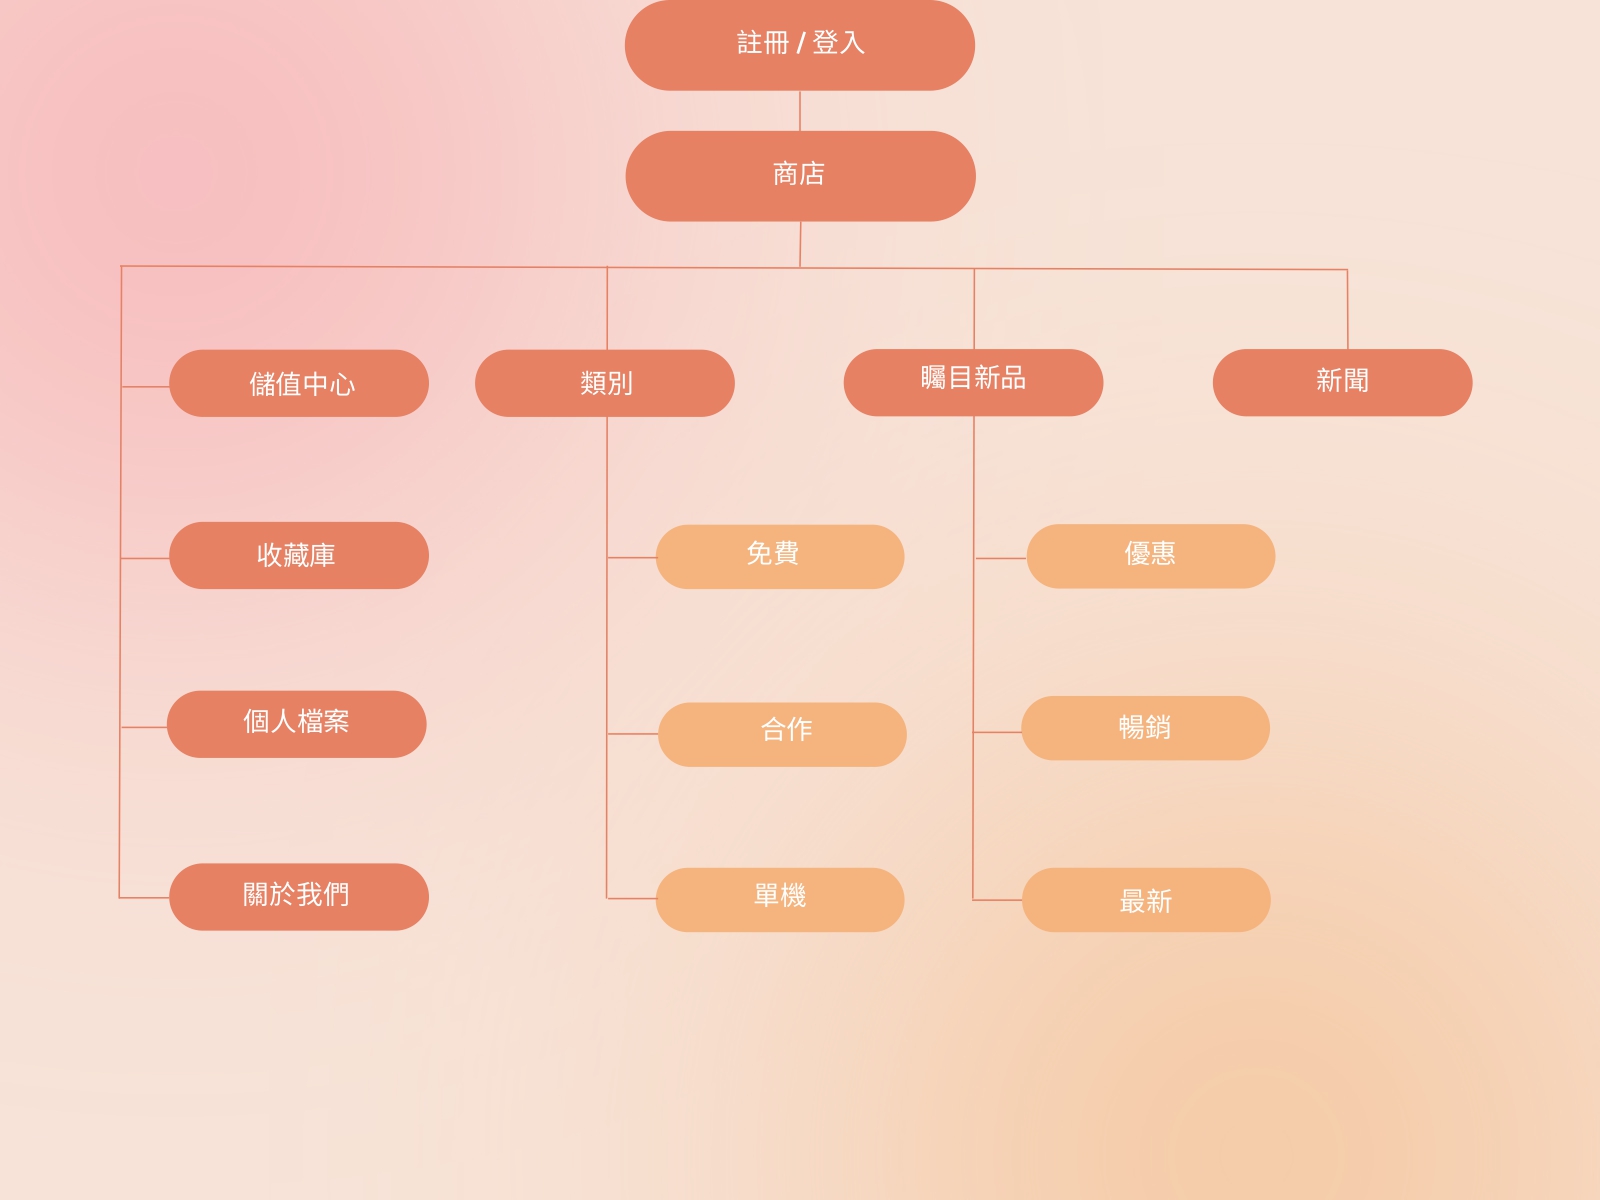 註冊 / 登入
商店
儲值中心
類別
矚目新品
新聞
收藏庫
免費
優惠
個人檔案
合作
暢銷
關於我們
單機
最新